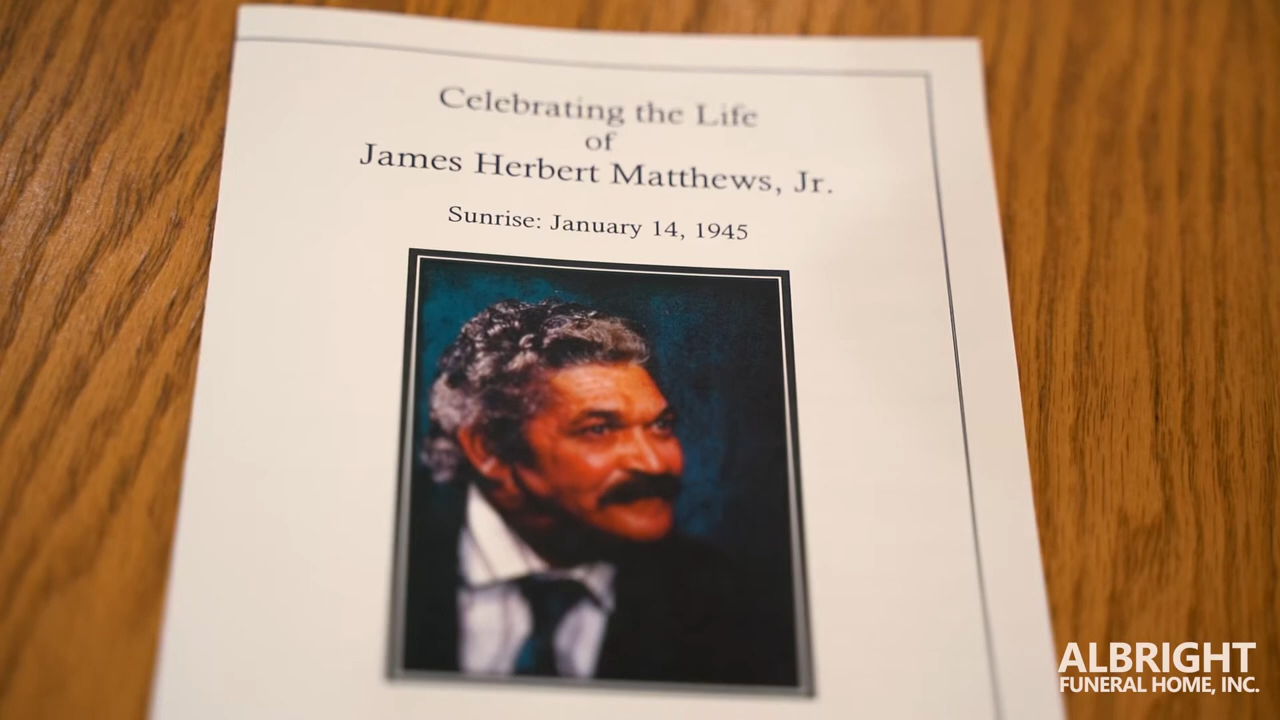 Celebrating the Life
of
James Herbert Matthews, Jr.
Sunrise: January 14, 1945
ALBRIGHT
FUNERAL HOME, INC.